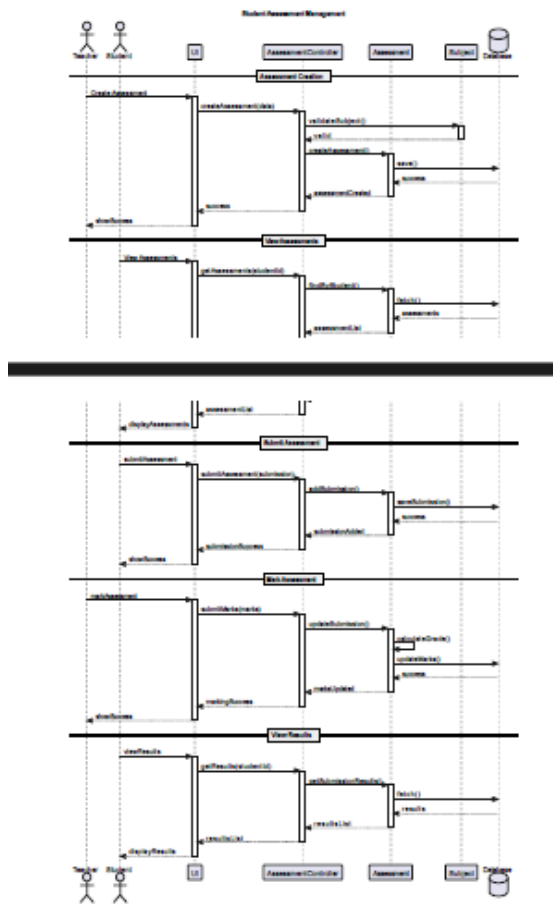 Student Assessment Management
Teacher Student UI AssessmentController Assessment Subject Database
Assessment Creation
Create Assessment
createAssessment(data)
validateSubject()
valid
createAssessment()
save()
success
assessmentCreated
success
showSuccess
View Assessments
View Assessments
getAssessments(studentId)
findByStudent()
fetch()
assessments
assessmentList
assessmentList
displayAssessments
Submit Assessment
submitAssessment
submitAssessment(submission)
addSubmission()
saveSubmission()
success
submissionAdded
submissionSuccess
showSuccess
Mark Assessment
markAssessment
submitMarks(marks)
updateSubmission()
calculateGrade()
updateMarks()
success
marksUpdated
markingSuccess
showSuccess
View Results
viewResults
getResults(studentId)
getSubmissionResults()
fetch()
results
resultsList
resultsList
displayResults
Teacher Student UI AssessmentController Assessment Subject Database